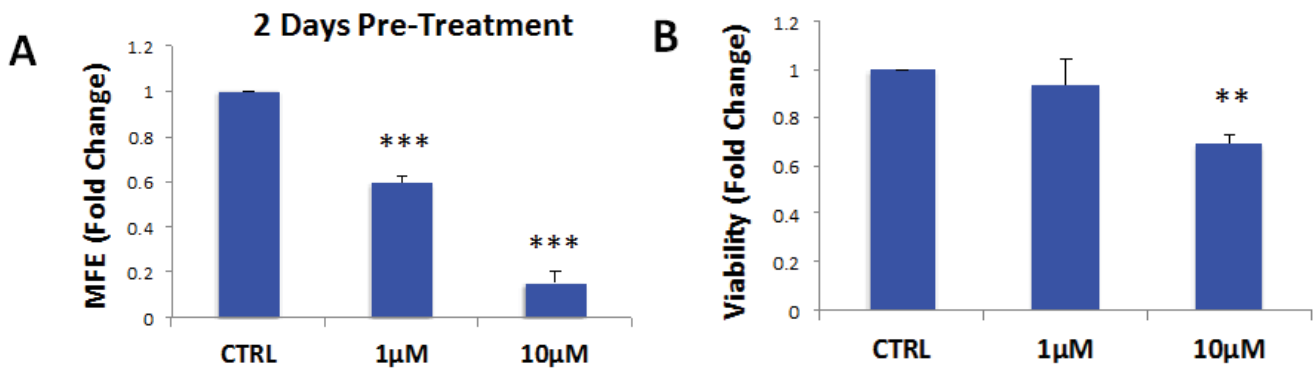 A
2 Days Pre-Treatment
MFE (Fold Change)
1.2
1
0.8
0.6
0.4
0.2
0
***
***
CTRL
1μM
10μM
B
Viability (Fold Change)
1.2
1
0.8
0.6
0.4
0.2
0
**
CTRL
1μM
10μM